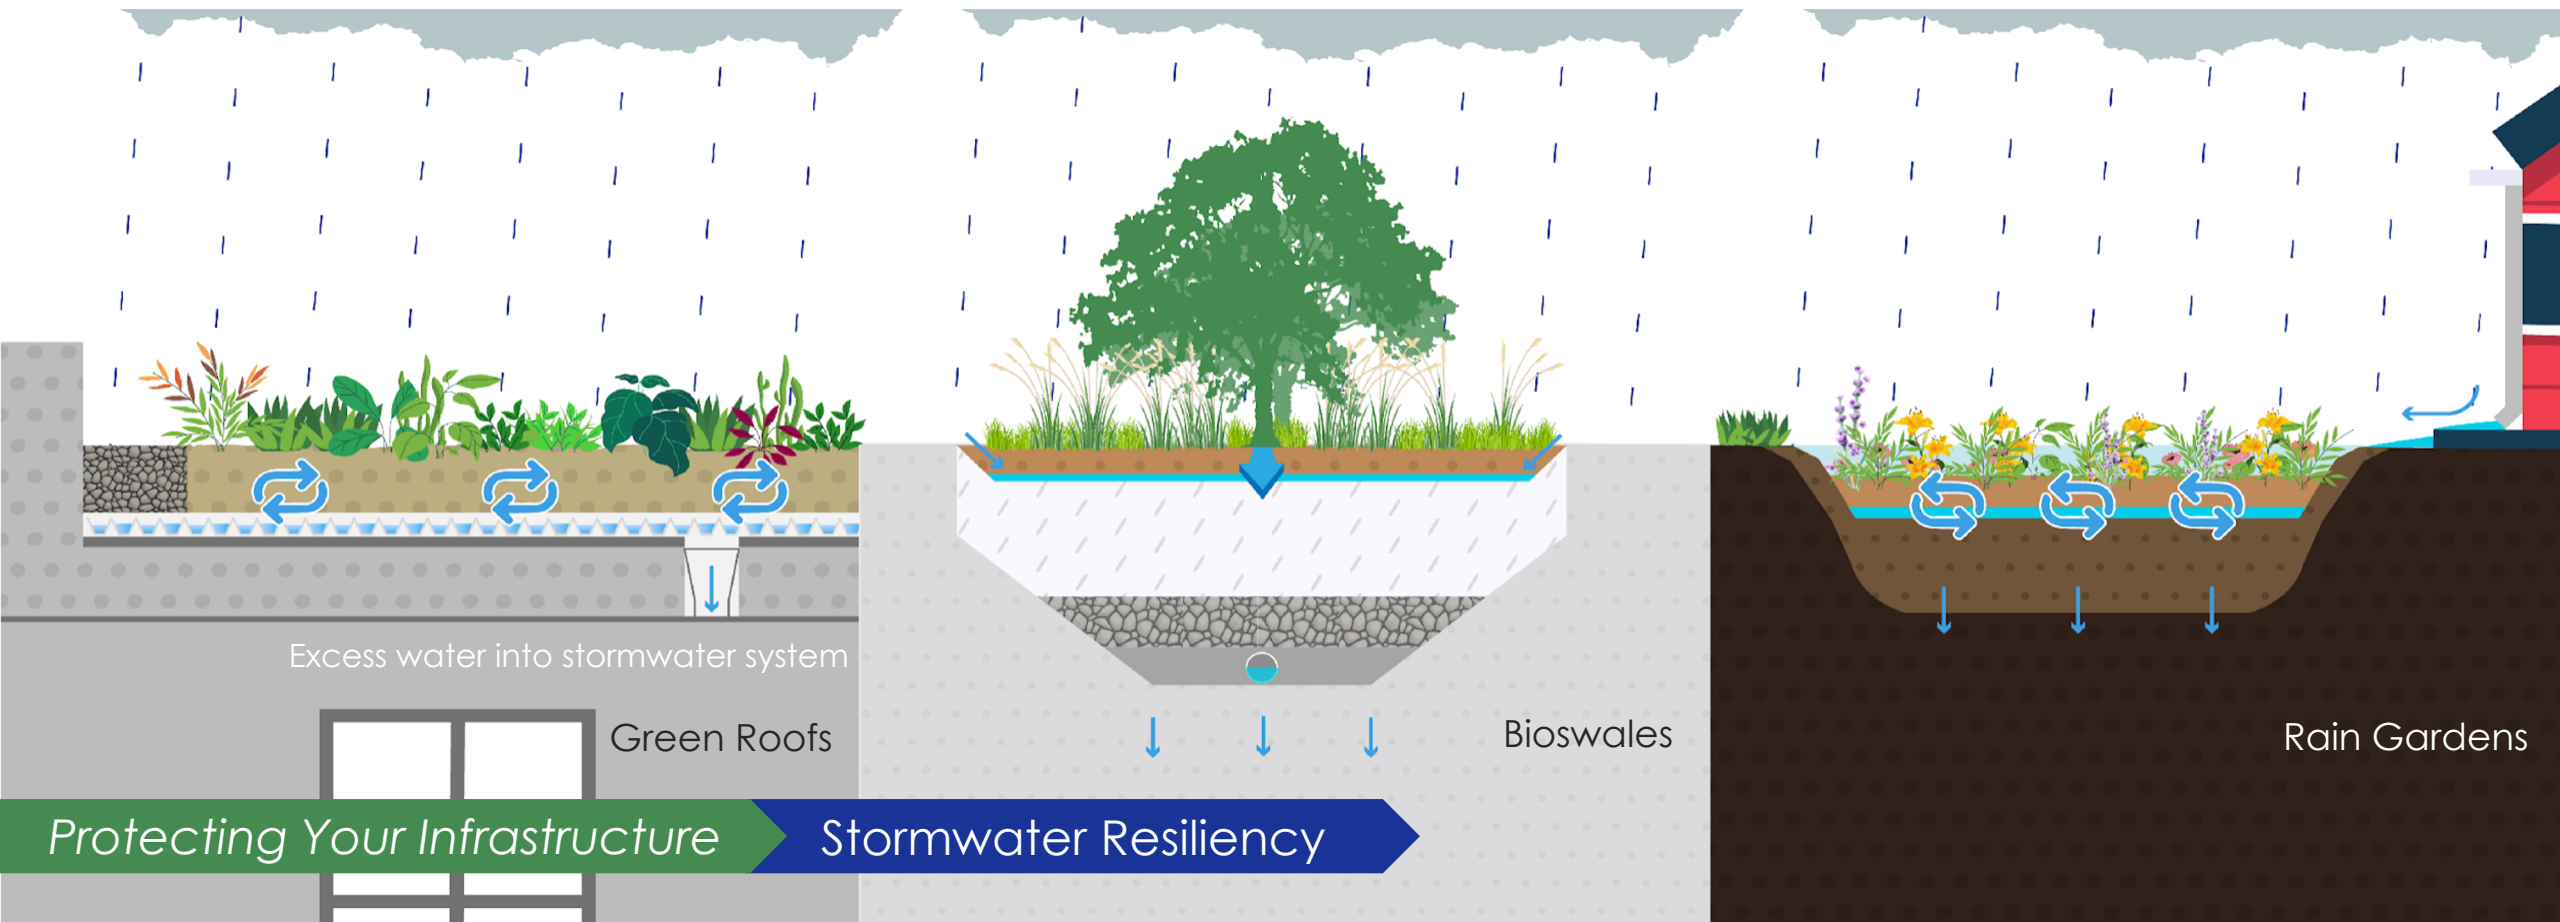 Excess water into stormwater system
Green Roofs
Bioswales
Rain Gardens
Protecting Your Infrastructure
Stormwater Resiliency